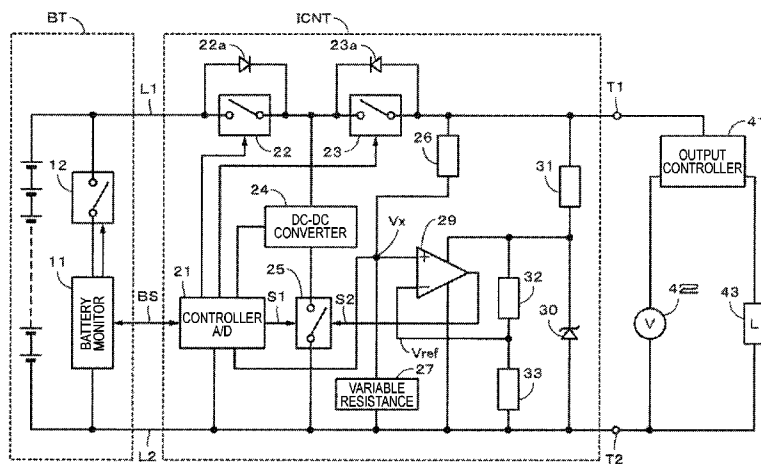 BT
ICNT
22a
23a
L1
T1
22
23
26
41
OUTPUT CONTROLLER
12
24
DC-DC CONVERTER
Vx
29
31
11
BATTERY MONITOR
BS
21
CONTROLLER A/D
S1
25
S2
32
30
V
43
L
Vref
27
VARIABLE RESISTANCE
33
L2
T2